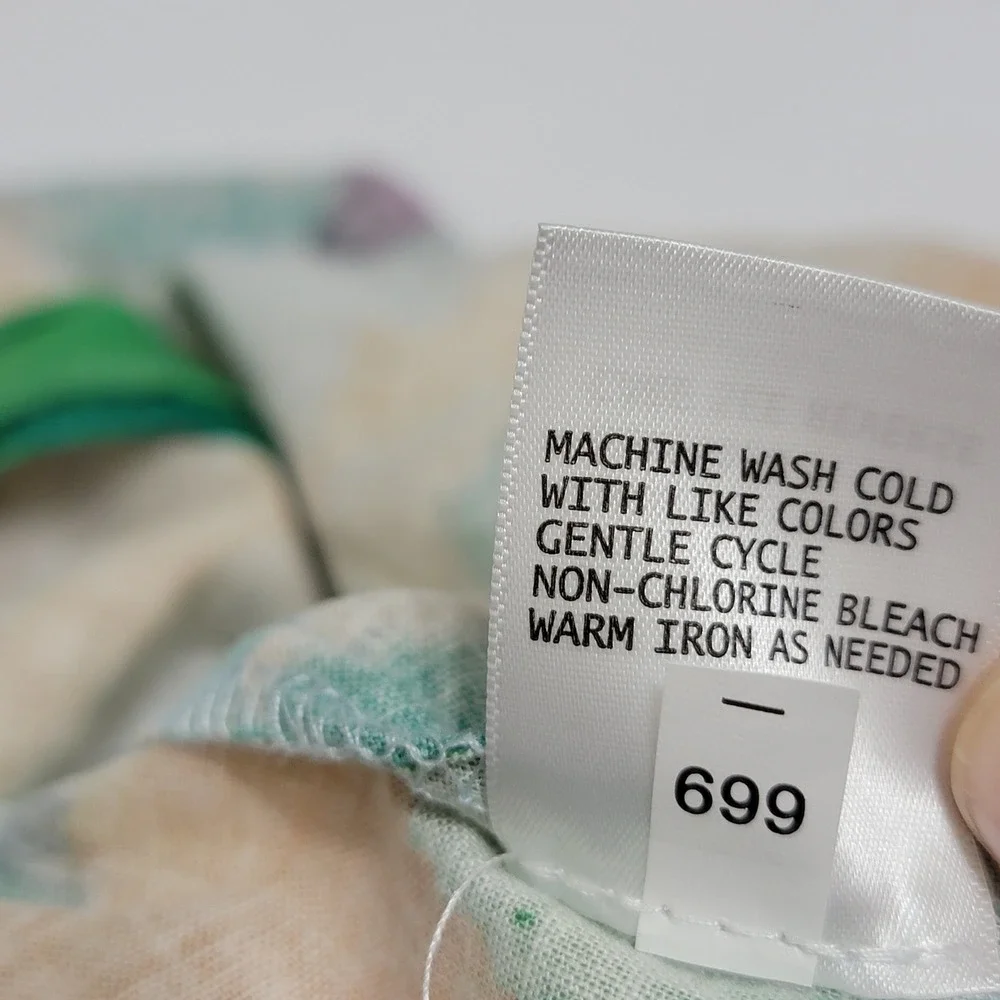 MACHINE WASH COLD
WITH LIKE COLORS
GENTLE CYCLE
NON-CHLORINE BLEACH
WARM IRON AS NEEDED
699